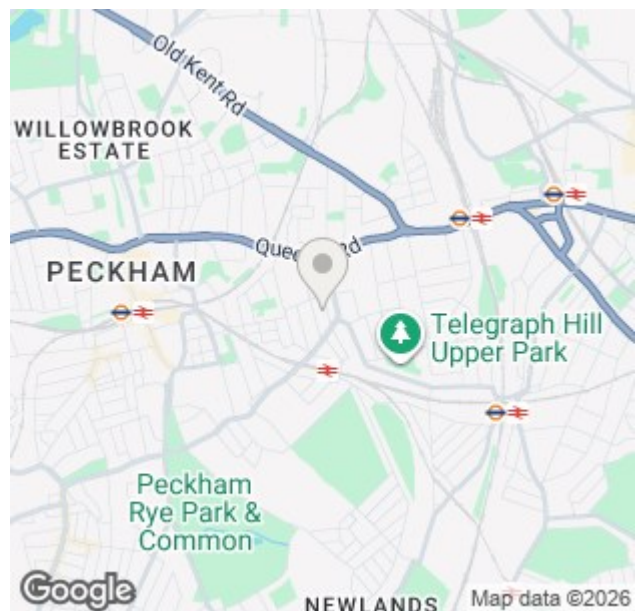 Old Kent Rd
WILLOWBROOK
ESTATE
PECKHAM
Telegraph Hill
Upper Park
Peckham
Rye Park &
Common
NEWLANDS
Google
Map data ©2026